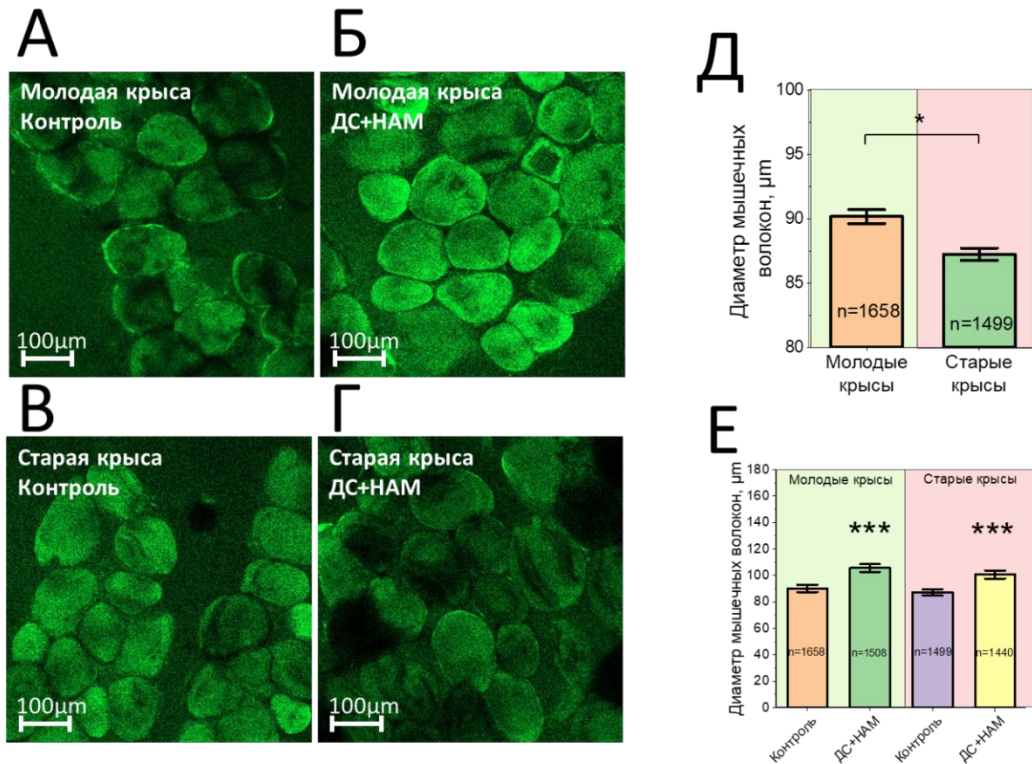 А
Молодая крыса
Контроль
100μm
Б
Молодая крыса
ДС+НАМ
100μm
В
Старая крыса
Контроль
100μm
Г
Старая крыса
ДС+НАМ
100μm
Д
Диаметр мышечных
волокон, μm
100
95
90
85
80
*
n=1658
n=1499
Молодые
крысы
Старые
крысы
Е
Диаметр мышечных волокон, μm
180
160
140
120
100
80
60
40
20
0
Молодые крысы
Старые крысы
***
***
n=1658
n=1508
n=1499
n=1440
Контроль
ДС+НАМ
Контроль
ДС+НАМ